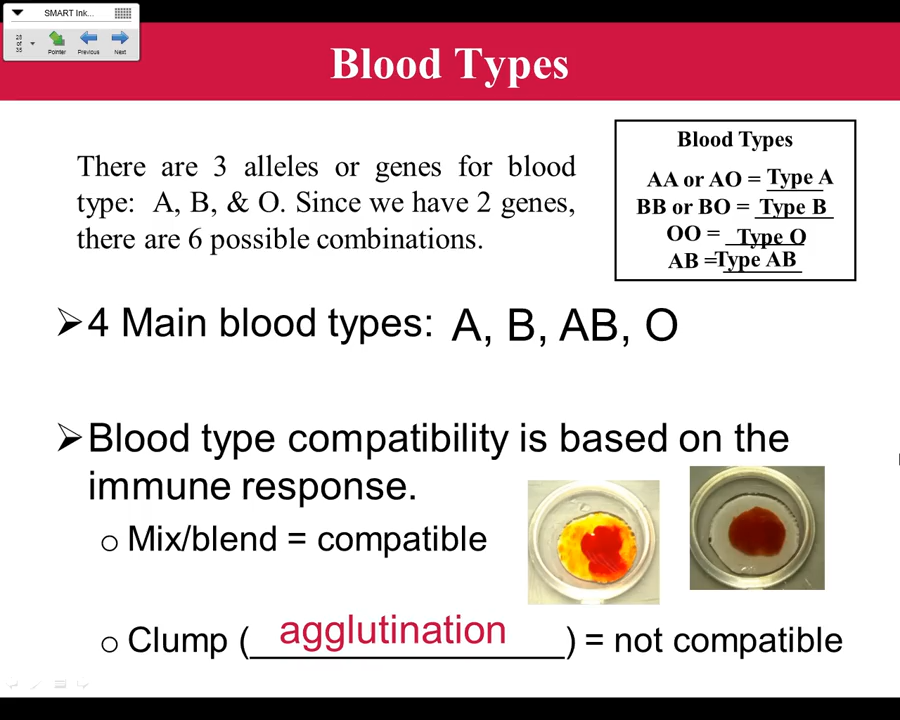 SMART Ink...
28
of
35
Pointer
Previous
Next
Blood Types
There are 3 alleles or genes for blood
type: A, B, & O. Since we have 2 genes,
there are 6 possible combinations.
Blood Types
AA or AO = Type A
BB or BO = Type B
OO = Type O
AB = Type AB
➢4 Main blood types: A, B, AB, O
➢Blood type compatibility is based on the
immune response.
o Mix/blend = compatible
o Clump (agglutination) = not compatible